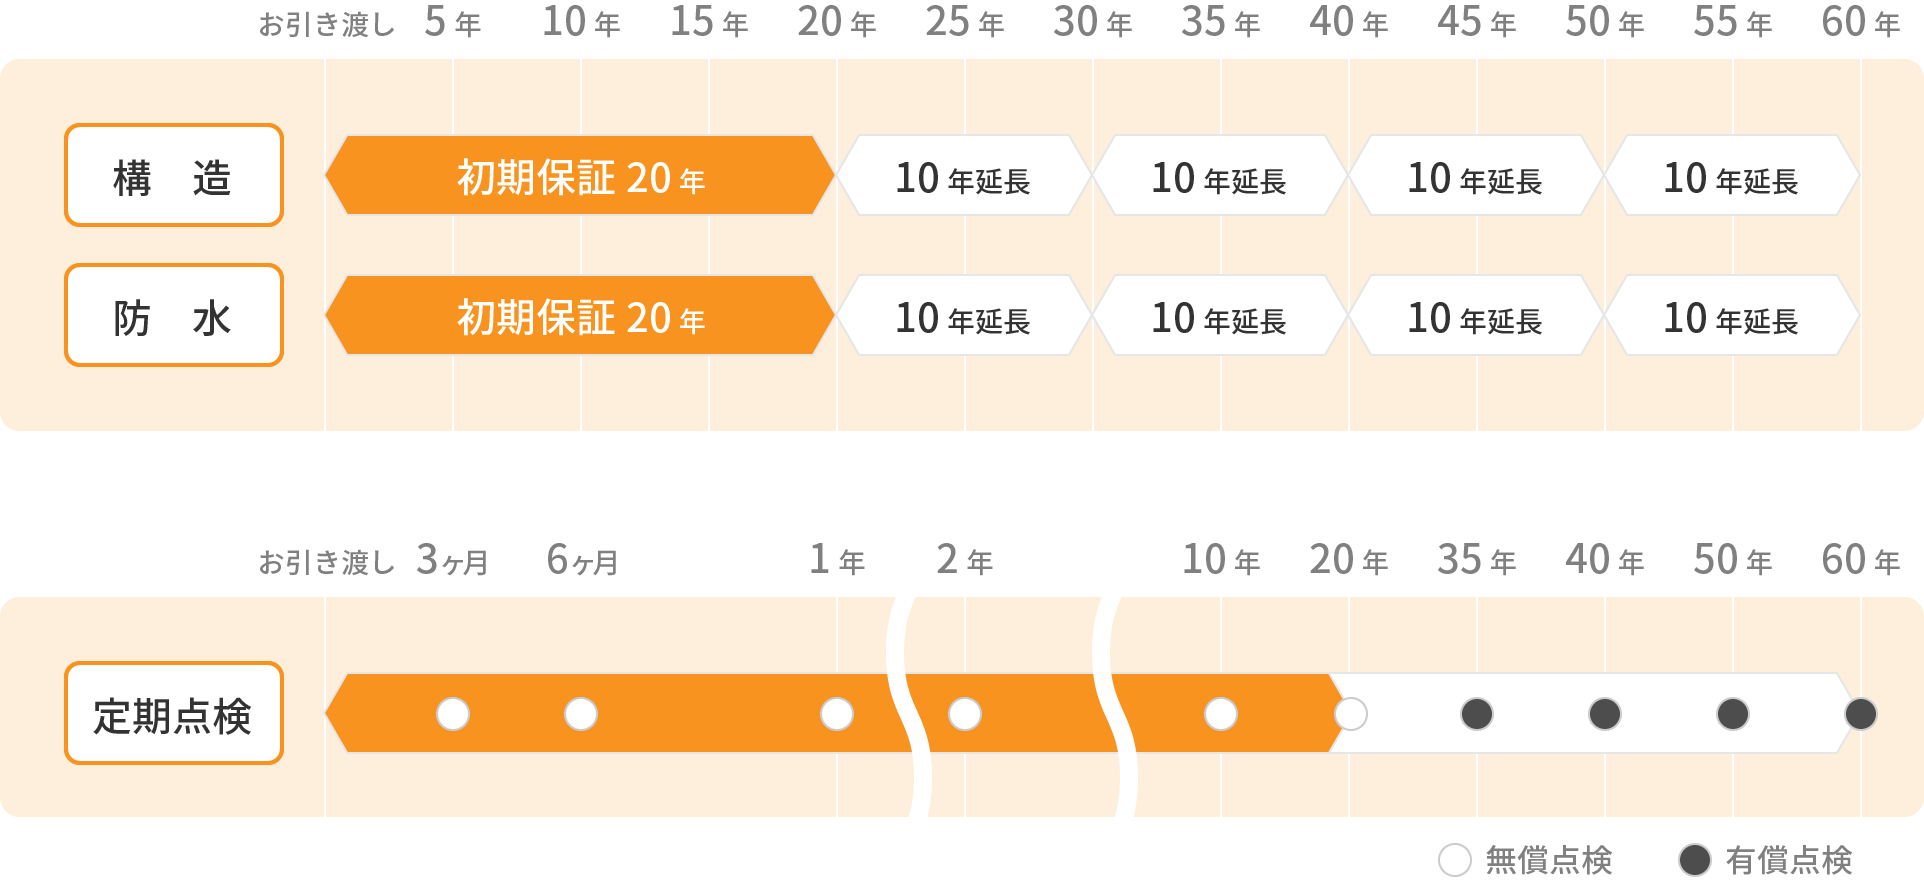 お引き渡し 5年 10年 15年 20年 25年 30年 35年 40年 45年 50年 55年 60年
構　造 初期保証 20年 10年延長 10年延長 10年延長 10年延長
防　水 初期保証 20年 10年延長 10年延長 10年延長 10年延長
お引き渡し 3ヶ月 6ヶ月 1年 2年 10年 20年 35年 40年 50年 60年
定期点検
無償点検 有償点検